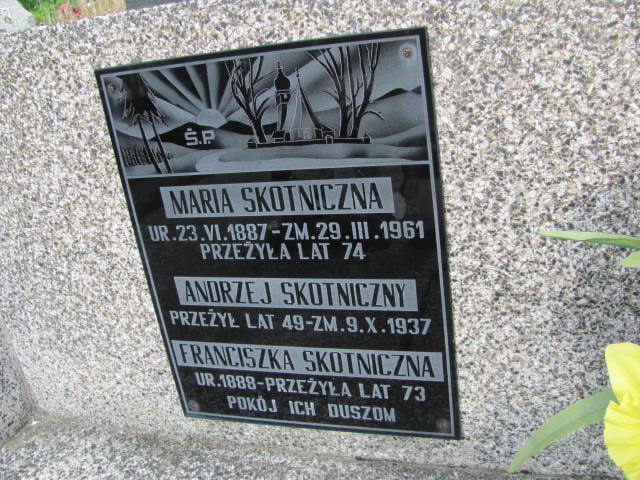 Ś.P.
MARIA SKOTNICZNA
UR. 23. VI. 1887 - ZM. 29. III. 1961
PRZEŻYŁA LAT 74
ANDRZEJ SKOTNICZNY
PRZEŻYŁ LAT 49 - ZM. 9. X. 1937
FRANCISZKA SKOTNICZNA
UR. 1888 - PRZEŻYŁA LAT 73
POKÓJ ICH DUSZOM